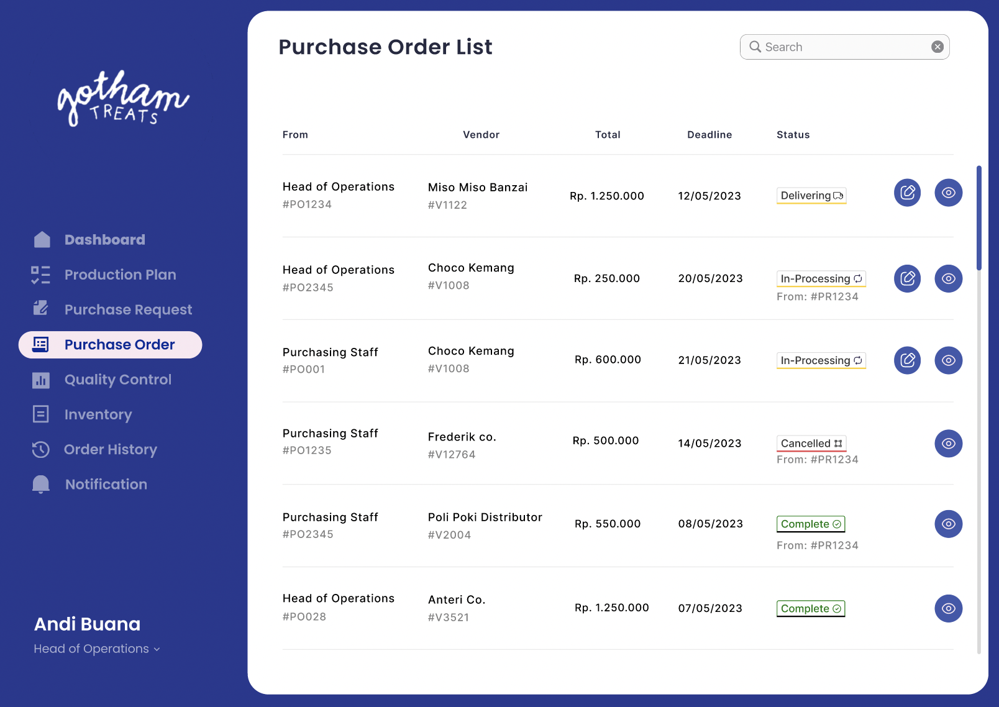 gotham
TREATS
Dashboard
Production Plan
Purchase Request
Purchase Order
Quality Control
Inventory
Order History
Notification
Andi Buana
Head of Operations
Purchase Order List
Search
From Vendor Total Deadline Status
Head of Operations
#PO1234
Miso Miso Banzai
#V1122
Rp. 1.250.000
12/05/2023
Delivering
Head of Operations
#PO2345
Choco Kemang
#V1008
Rp. 250.000
20/05/2023
In-Processing
From: #PR1234
Purchasing Staff
#PO001
Choco Kemang
#V1008
Rp. 600.000
21/05/2023
In-Processing
Purchasing Staff
#PO1235
Frederik co.
#V12764
Rp. 500.000
14/05/2023
Cancelled
From: #PR1234
Purchasing Staff
#PO2345
Poli Poki Distributor
#V2004
Rp. 550.000
08/05/2023
Complete
From: #PR1234
Head of Operations
#PO028
Anteri Co.
#V3521
Rp. 1.250.000
07/05/2023
Complete